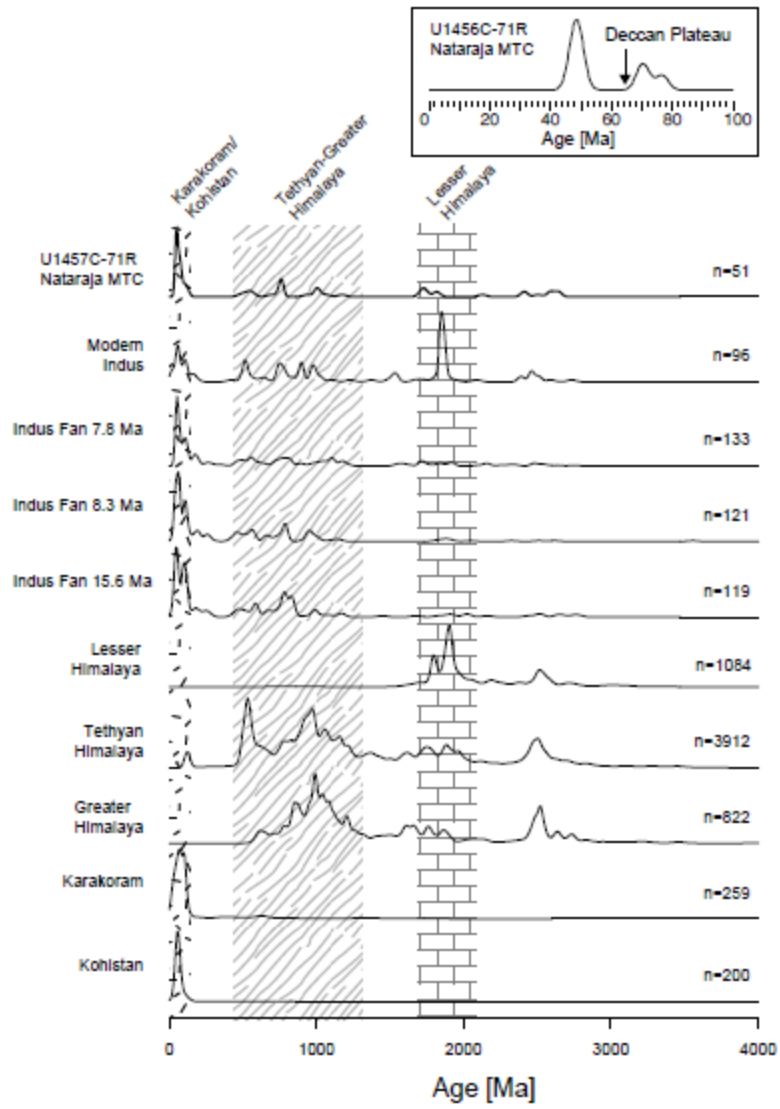 U1456C-71R
Nataraja MTC
Deccan Plateau
0 20 40 60 80 100
Age [Ma]
Karakoram/
Kohistan
Tethyan-Greater
Himalaya
Lesser
Himalaya
U1457C-71R
Nataraja MTC
n=51
Modern
Indus
n=96
Indus Fan 7.8 Ma
n=133
Indus Fan 8.3 Ma
n=121
Indus Fan 15.6 Ma
n=119
Lesser
Himalaya
n=1084
Tethyan
Himalaya
n=3912
Greater
Himalaya
n=822
Karakoram
n=259
Kohistan
n=200
0 1000 2000 3000 4000
Age [Ma]